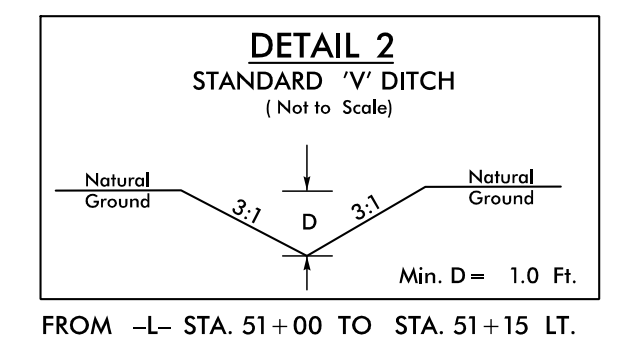 DETAIL 2
STANDARD 'V' DITCH
( Not to Scale)
Natural
Ground
3:1
D
3:1
Natural
Ground
Min. D = 1.0 Ft.
FROM -L- STA. 51+00 TO STA. 51+15 LT.